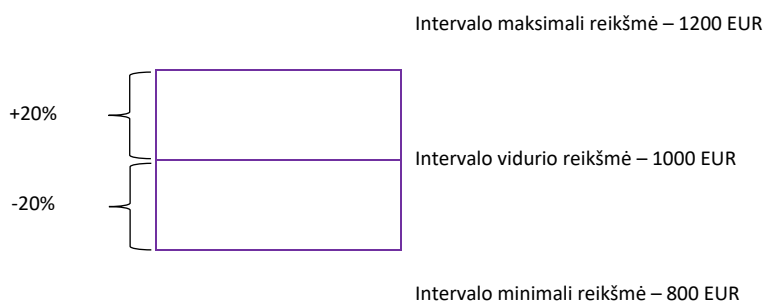 Intervalo maksimali reikšmė – 1200 EUR
+20%
Intervalo vidurio reikšmė – 1000 EUR
-20%
Intervalo minimali reikšmė – 800 EUR